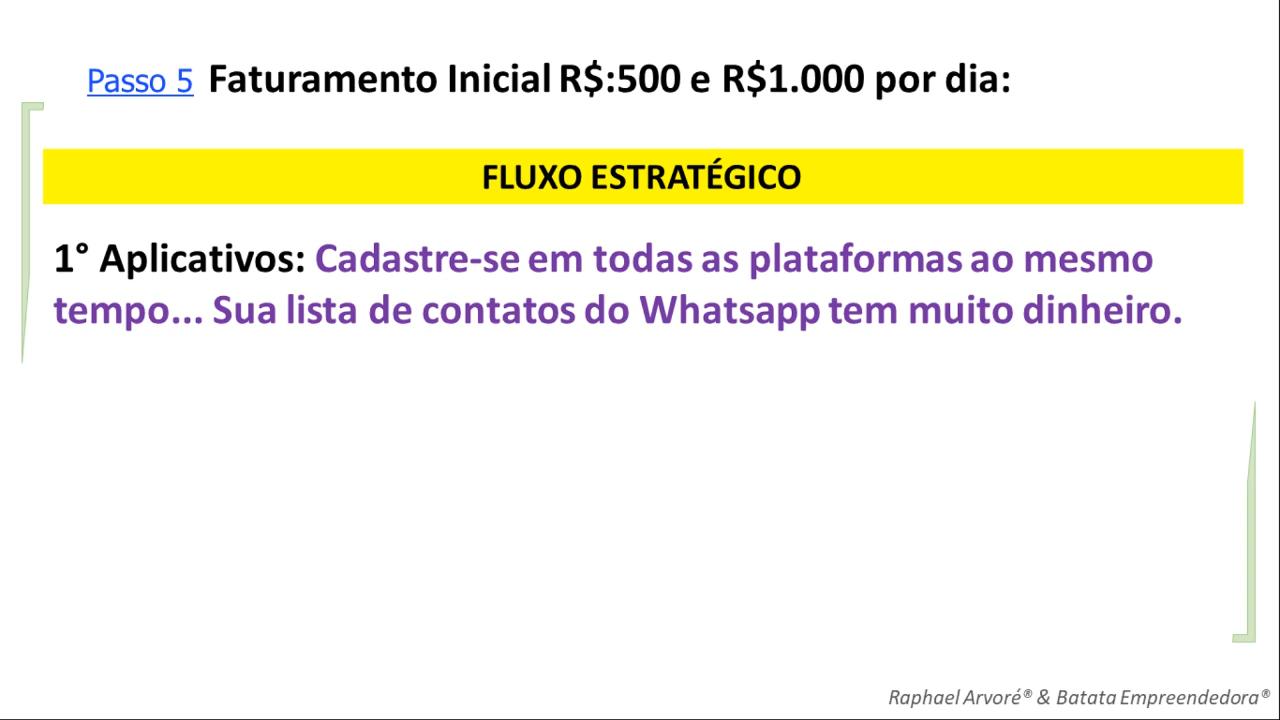 Passo 5 Faturamento Inicial R$:500 e R$1.000 por dia:
FLUXO ESTRATÉGICO
1° Aplicativos: Cadastre-se em todas as plataformas ao mesmo
tempo... Sua lista de contatos do Whatsapp tem muito dinheiro.
Raphael Arvoré® & Batata Empreendedora®